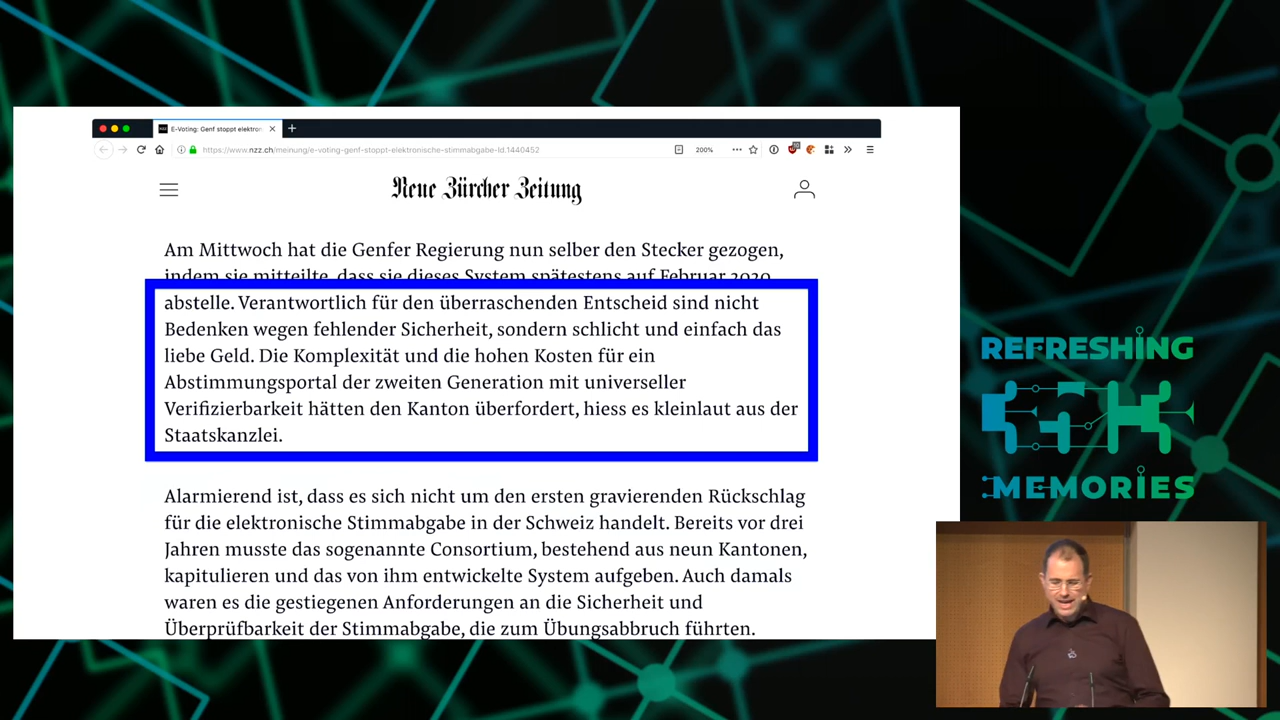 E-Voting: Genf stoppt elektron
https://www.nzz.ch/meinung/e-voting-genf-stoppt-elektronische-stimmabgabe-ld.1440452
200%
Neue Zürcher Zeitung
Am Mittwoch hat die Genfer Regierung nun selber den Stecker gezogen,
indem sie mitteilte, dass sie dieses System spätestens auf Februar 2020
abstelle. Verantwortlich für den überraschenden Entscheid sind nicht
Bedenken wegen fehlender Sicherheit, sondern schlicht und einfach das
liebe Geld. Die Komplexität und die hohen Kosten für ein
Abstimmungsportal der zweiten Generation mit universeller
Verifizierbarkeit hätten den Kanton überfordert, hiess es kleinlaut aus der
Staatskanzlei.
Alarmierend ist, dass es sich nicht um den ersten gravierenden Rückschlag
für die elektronische Stimmabgabe in der Schweiz handelt. Bereits vor drei
Jahren musste das sogenannte Consortium, bestehend aus neun Kantonen,
kapitulieren und das von ihm entwickelte System aufgeben. Auch damals
waren es die gestiegenen Anforderungen an die Sicherheit und
Überprüfbarkeit der Stimmabgabe, die zum Übungsabbruch führten.
REFRESHING
MEMORIES